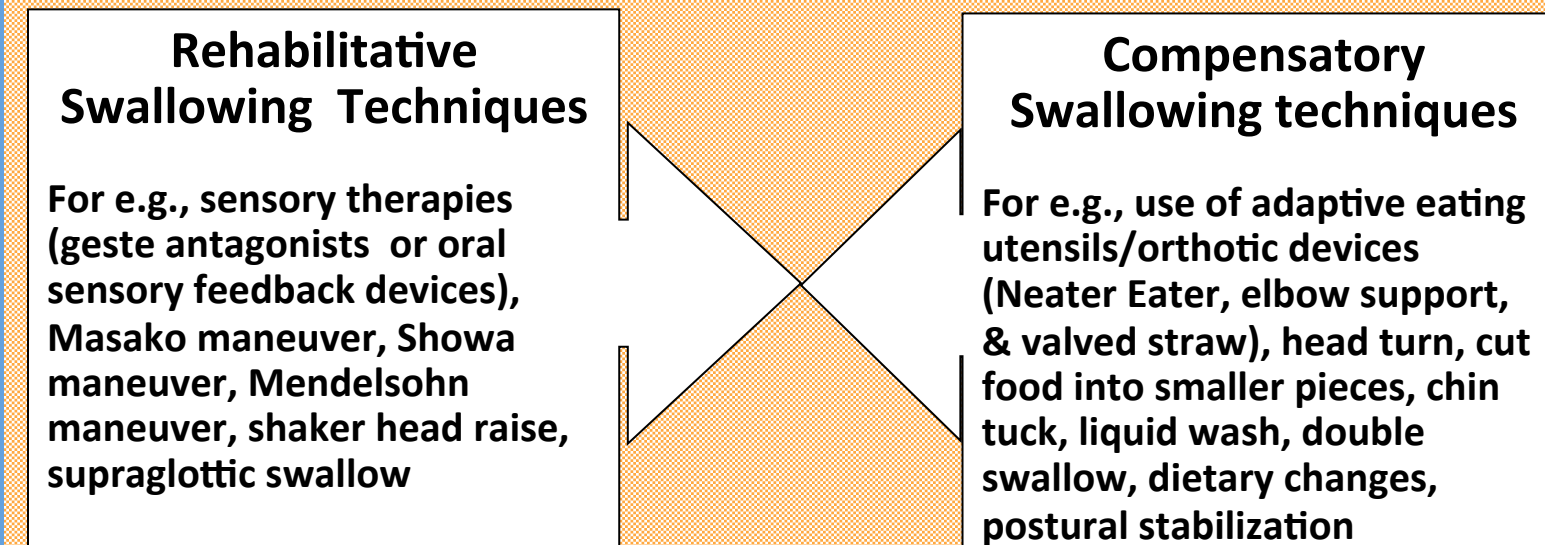 Rehabilitative
Swallowing Techniques
For e.g., sensory therapies
(geste antagonists or oral
sensory feedback devices),
Masako maneuver, Showa
maneuver, Mendelsohn
maneuver, shaker head raise,
supraglottic swallow
Compensatory
Swallowing techniques
For e.g., use of adaptive eating
utensils/orthotic devices
(Neater Eater, elbow support,
& valved straw), head turn, cut
food into smaller pieces, chin
tuck, liquid wash, double
swallow, dietary changes,
postural stabilization